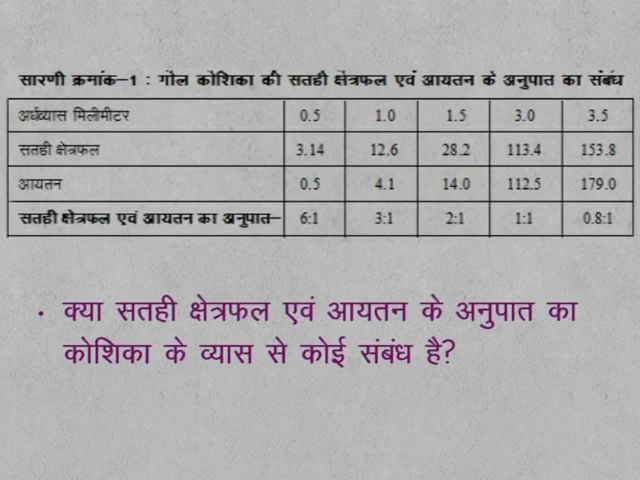 सारणी क्रमांक–1 : गोल कोशिका की सतही क्षेत्रफल एवं आयतन के अनुपात का संबंध
अर्धव्यास मिलीमीटर 0.5 1.0 1.5 3.0 3.5
सतही क्षेत्रफल 3.14 12.6 28.2 113.4 153.8
आयतन 0.5 4.1 14.0 112.5 179.0
सतही क्षेत्रफल एवं आयतन का अनुपात– 6:1 3:1 2:1 1:1 0.8:1
• क्या सतही क्षेत्रफल एवं आयतन के अनुपात का
कोशिका के व्यास से कोई संबंध है?